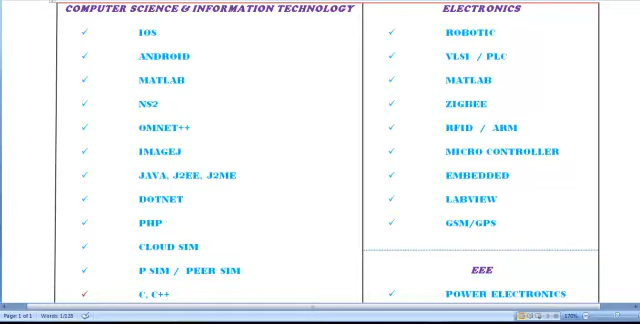 COMPUTER SCIENCE & INFORMATION TECHNOLOGY
IOS
ANDROID
MATLAB
NS2
OMNET++
IMAGEJ
JAVA, J2EE, J2ME
DOTNET
PHP
CLOUD SIM
P SIM / PEER SIM
C, C++
ELECTRONICS
ROBOTIC
VLSI / PLC
MATLAB
ZIGBEE
RFID / ARM
MICRO CONTROLLER
EMBEDDED
LABVIEW
GSM/GPS
EEE
POWER ELECTRONICS
Page: 1 of 1 Words: 1/128 170%